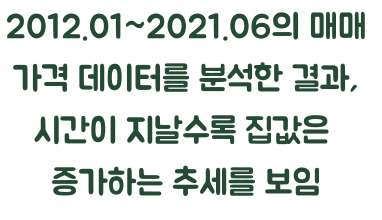 2012.01~2021.06의 매매
가격 데이터를 분석한 결과,
시간이 지날수록 집값은
증가하는 추세를 보임